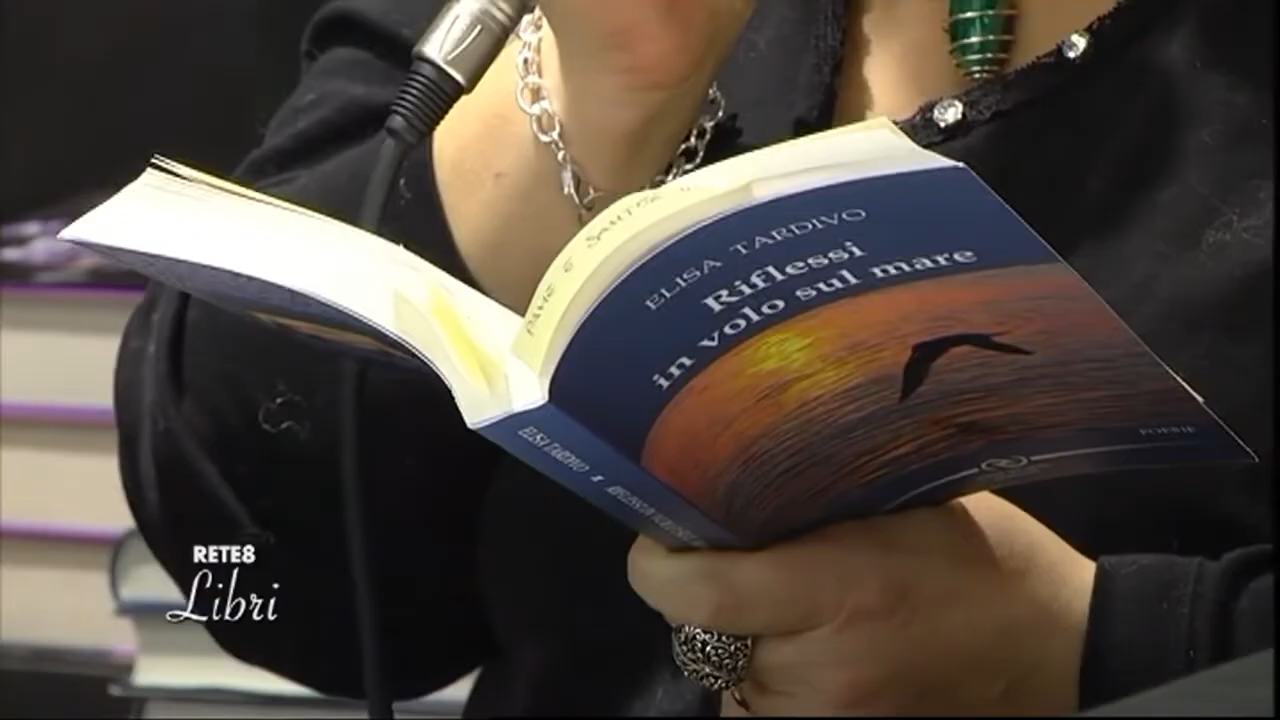 ELISA TARDIVO
Riflessi
in volo sul mare
POESIE
ELISA TARDIVO
RETE8
Libri